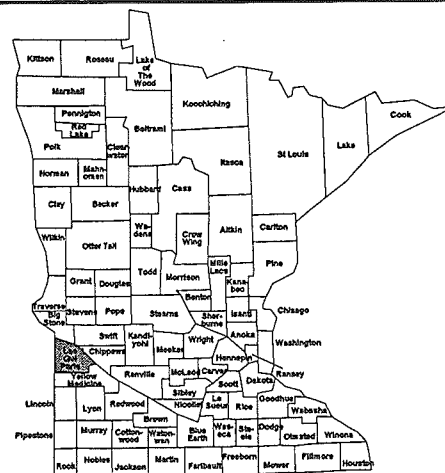 Kittson
Roseau
Lake of The Wood
Marshall
Koochiching
Cook
Pennington
Red Lake
Beltrami
Polk
Clear-water
St Louis
Lake
Itasca
Norman
Mahn-omen
Hubbard
Cass
Clay
Becker
Wa-dena
Crow Wing
Aitkin
Carlton
Wilkin
Otter Tail
Todd
Mille Lacs
Pine
Grant
Douglas
Morrison
Kana-bec
Traverse
Big Stone
Stevens
Pope
Stearns
Benton
Sher-burne
Isanti
Chisago
Swift
Kandi-yohi
Meeker
Wright
Anoka
Washington
Lac Qui Parle
Chippewa
Hennepin
Ramsey
Yellow Medicine
Renville
McLeod
Carver
Scott
Dakota
Lincoln
Lyon
Redwood
Sibley
Nicollet
Le Sueur
Rice
Goodhue
Wabasha
Pipestone
Murray
Cotton-wood
Brown
Waton-wan
Blue Earth
Wa-seca
Ste-ele
Dodge
Olmsted
Winona
Rock
Nobles
Jackson
Martin
Faribault
Freeborn
Mower
Fillmore
Houston